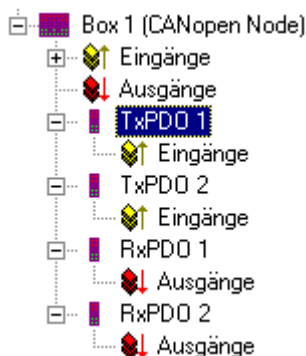 Box 1 (CANopen Node)
Eingänge
Ausgänge
TxPDO 1
Eingänge
TxPDO 2
Eingänge
RxPDO 1
Ausgänge
RxPDO 2
Ausgänge